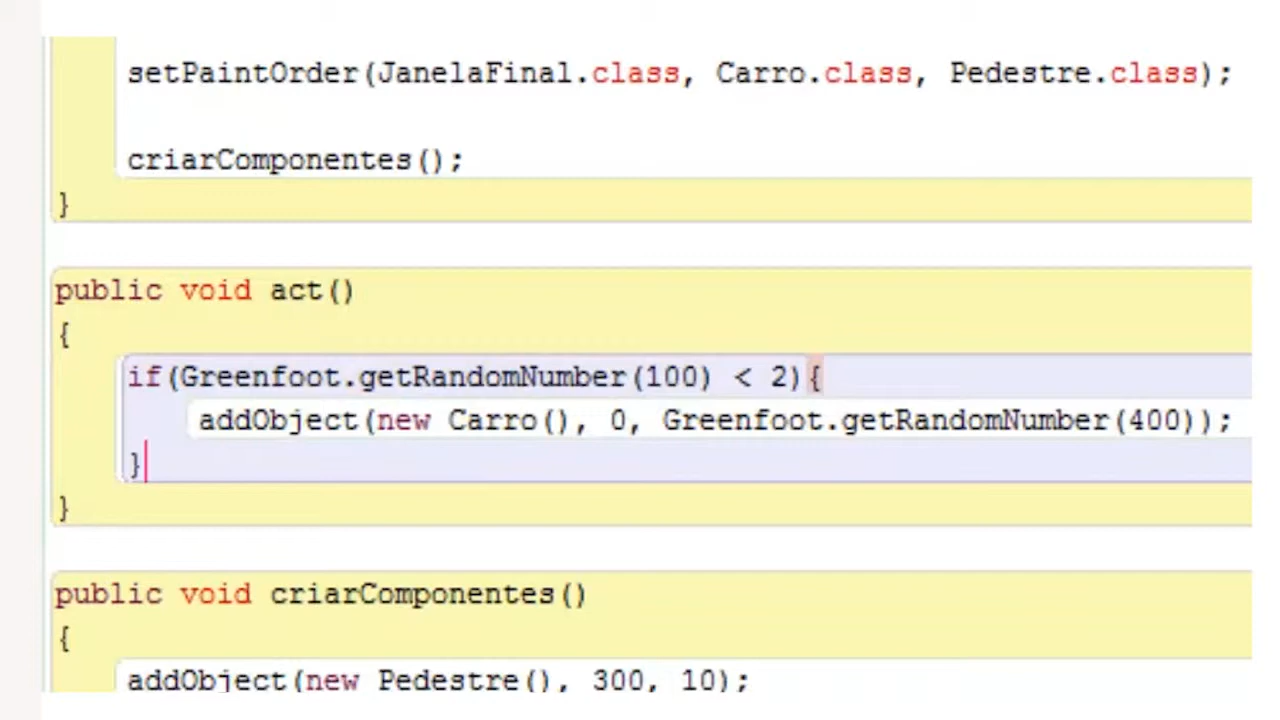 setPaintOrder(JanelaFinal.class, Carro.class, Pedestre.class);
criarComponentes();
}
public void act()
{
if(Greenfoot.getRandomNumber(100) < 2){
addObject(new Carro(), 0, Greenfoot.getRandomNumber(400));
}
}
public void criarComponentes()
{
addObject(new Pedestre(), 300, 10);